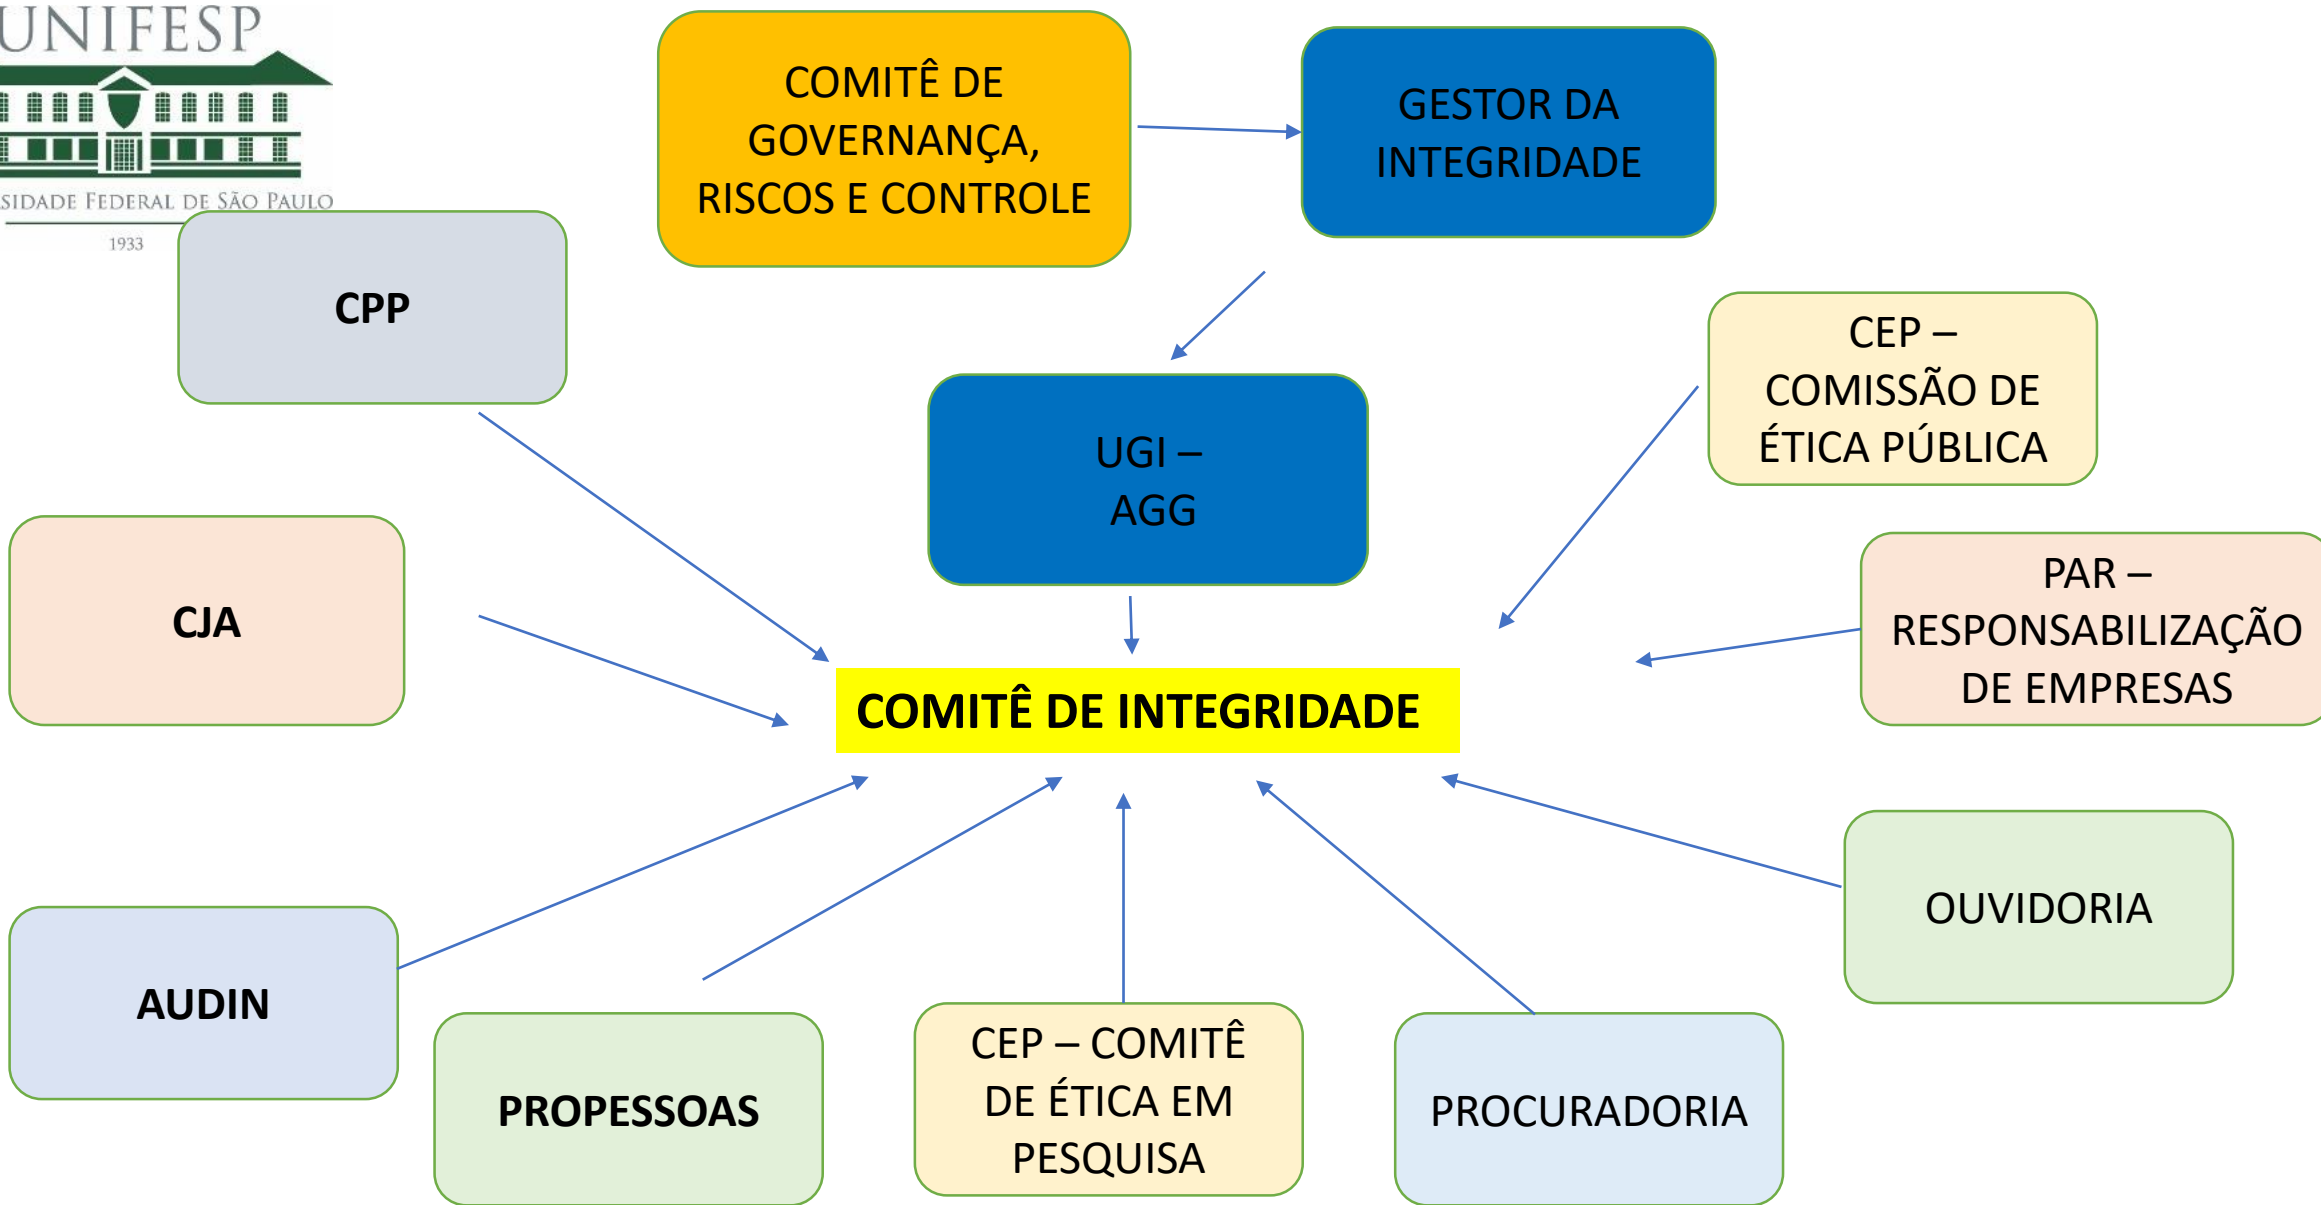 UNIFESP
SIDADE FEDERAL DE SÃO PAULO
1933
COMITÊ DE
GOVERNANÇA,
RISCOS E CONTROLE
GESTOR DA
INTEGRIDADE
CPP
CEP –
COMISSÃO DE
ÉTICA PÚBLICA
UGI –
AGG
CJA
PAR –
RESPONSABILIZAÇÃO
DE EMPRESAS
COMITÊ DE INTEGRIDADE
OUVIDORIA
AUDIN
PROPESSOAS
CEP – COMITÊ
DE ÉTICA EM
PESQUISA
PROCURADORIA